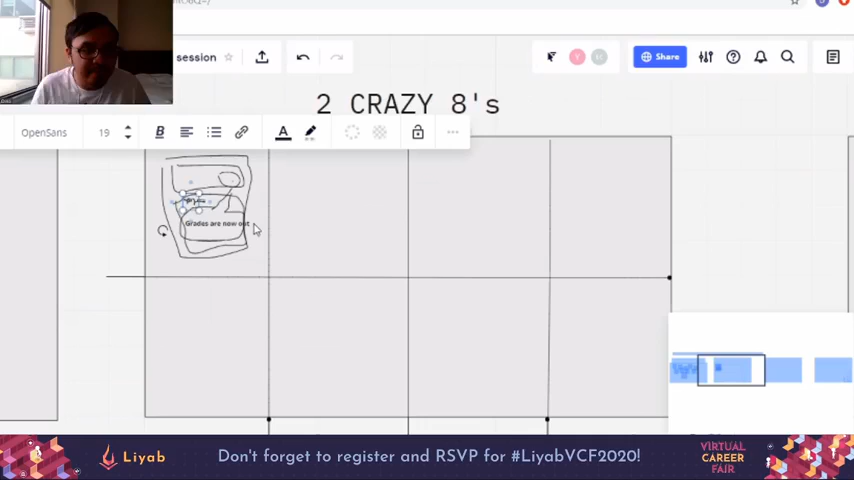 session
Share
2 CRAZY 8's
OpenSans
19
B
A
Grades are now out
Liyab
Don't forget to register and RSVP for #LiyabVCF2020!
VIRTUAL
CAREER
FAIR